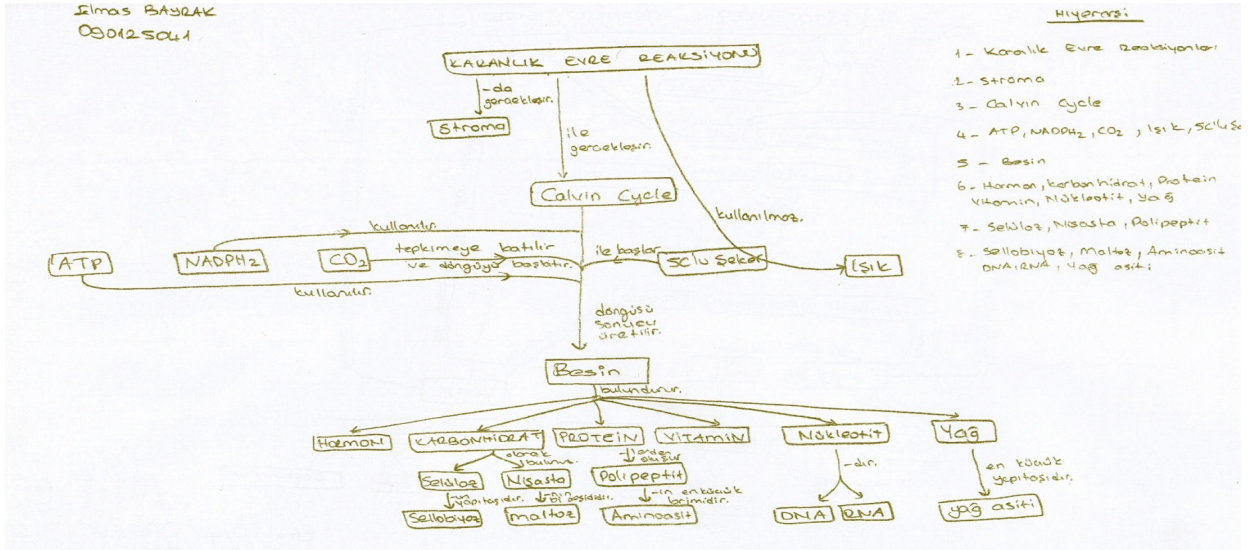 Elmas BAYRAK
090125041
Hiyerarşi
1- Karanlık Evre Reaksiyonları
2- Stroma
3- Calvin Cycle
4- ATP, NADPH2, CO2, Işık, 5C'lu Şe
5- Besin
6- Hormon, karbonhidrat, Protein
Vitamin, Nükleotit, Yağ
7- Selüloz, Nişasta, Polipeptit
8- Sellobiyoz, Maltoz, Aminoasit
DNA, RNA, Yağ asiti
KARANLIK EVRE REAKSİYONU
-da
gerçekleşir.
Stroma
ile
gerçekleşir.
Calvin Cycle
kullanılmaz.
kullanılır.
ATP
NADPH2
CO2
tepkimeye katılır
ve döngüyü başlatır.
ile başlar
5C'lu Şeker
Işık
kullanılır.
döngüsü
sonucu
üretilir.
Besin
bulundurur.
HORMON
KARBONHİDRAT
PROTEİN
VİTAMİN
Nükleotit
Yağ
olarak
bulunur.
-lerden
oluşur.
-dır.
en küçük
yapıtaşıdır.
Selüloz
Nişasta
Polipeptit
yapıtaşıdır.
-in en küçük
birimidir.
Sellobiyoz
maltoz
Aminoasit
DNA
RNA
yağ asiti